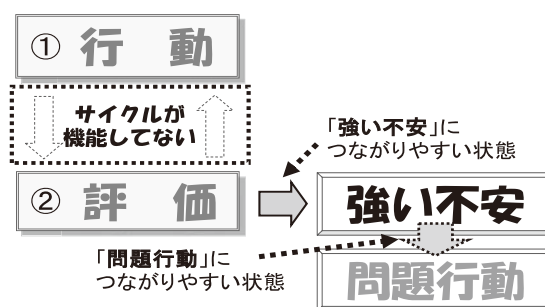 ① 行 動
サイクルが
機能してない
「強い不安」に
つながりやすい状態
② 評 価
強い不安
「問題行動」に
つながりやすい状態
問題行動